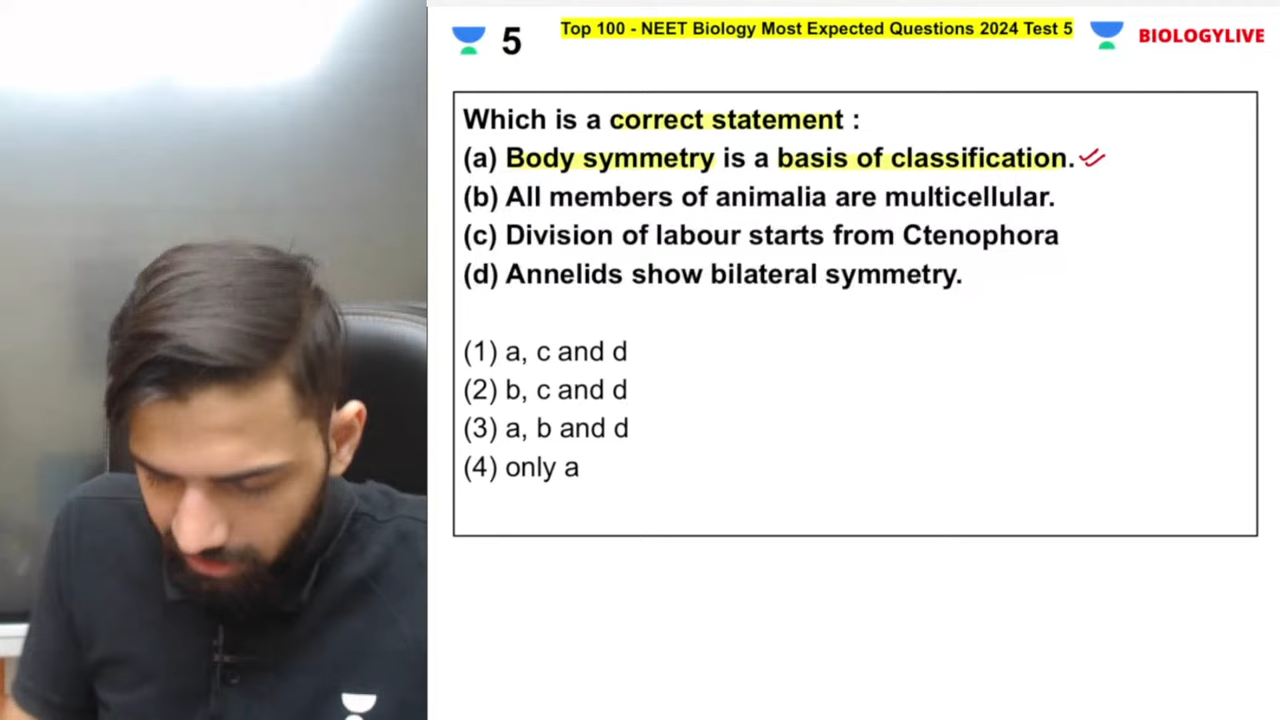 5
Top 100 - NEET Biology Most Expected Questions 2024 Test 5
BIOLOGYLIVE
Which is a correct statement :
(a) Body symmetry is a basis of classification.
(b) All members of animalia are multicellular.
(c) Division of labour starts from Ctenophora
(d) Annelids show bilateral symmetry.
(1) a, c and d
(2) b, c and d
(3) a, b and d
(4) only a